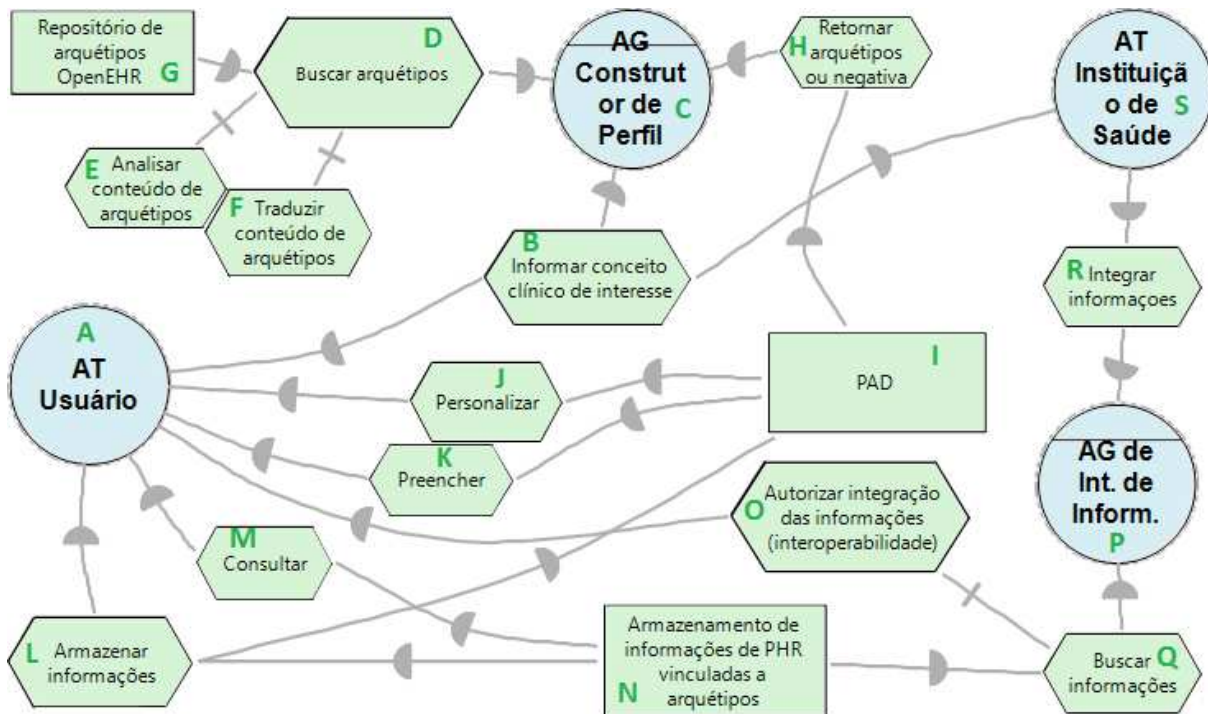 Repositório de
arquétipos
OpenEHR
G
D
Buscar arquétipos
AG
Construt
or de
Perfil
C
H
Retornar
arquétipos
ou negativa
AT
Instituiçã
o de
Saúde
S
E
Analisar
conteúdo de
arquétipos
F
Traduzir
conteúdo de
arquétipos
B
Informar conceito
clínico de interesse
R
Integrar
informaçoes
A
AT
Usuário
J
Personalizar
I
PAD
K
Preencher
AG de
Int. de
Inform.
P
M
Consultar
O
Autorizar integração
das informações
(interoperabilidade)
L
Armazenar
informações
Armazenamento de
informações de PHR
vinculadas a
arquétipos
N
Buscar
informações
Q